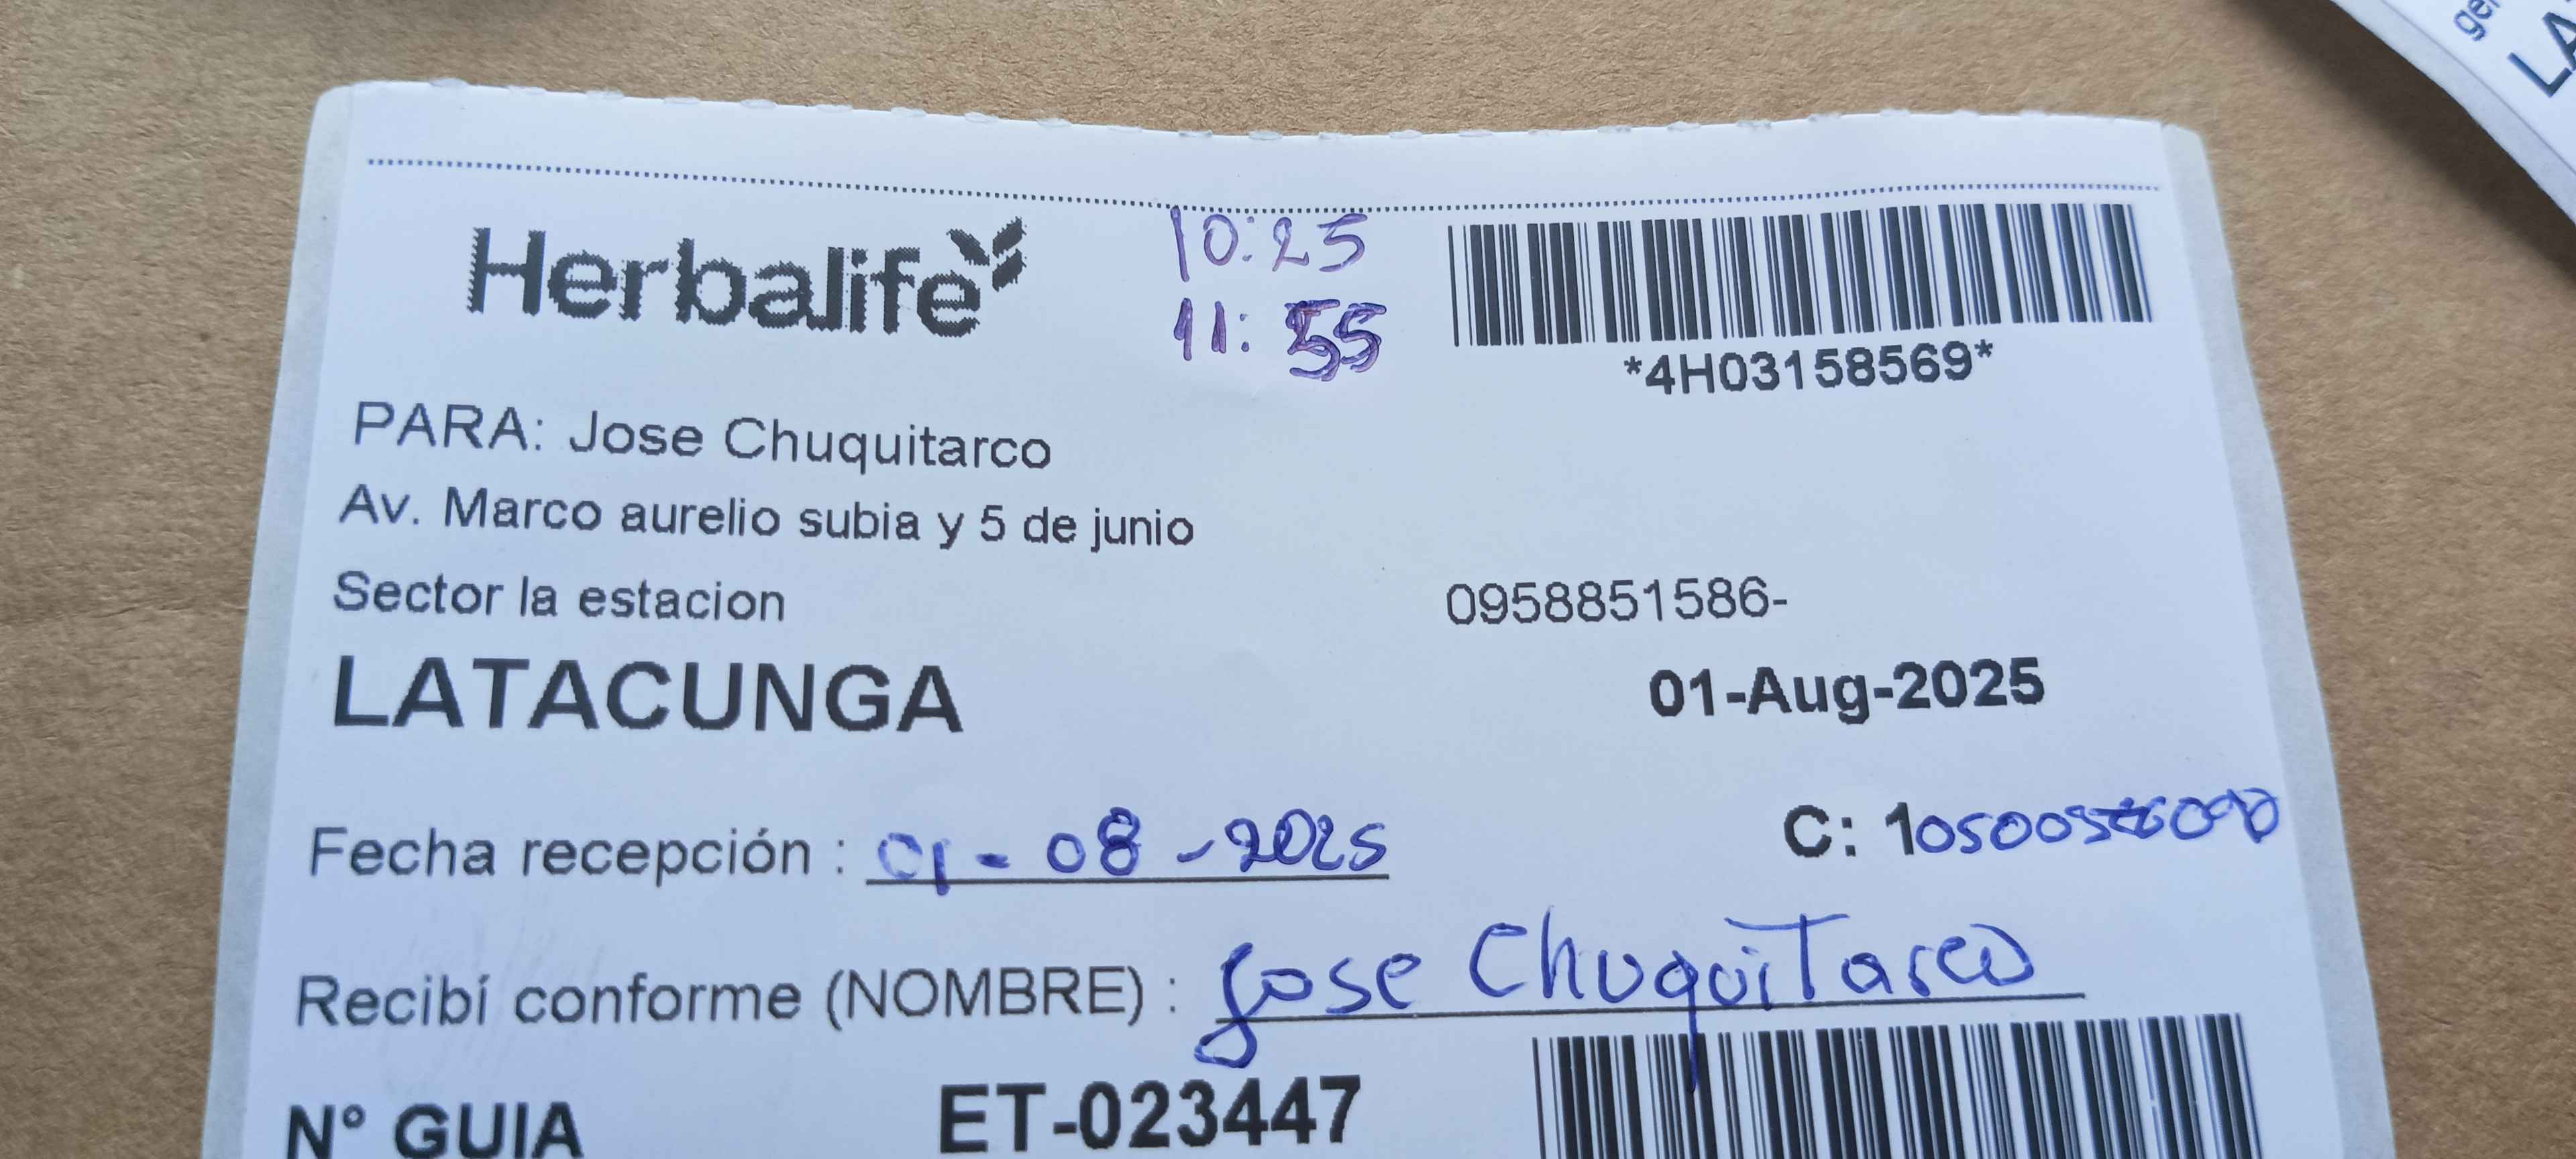 Herbalife
10:25
11:55
*4H03158569*
PARA: Jose Chuquitarco
Av. Marco aurelio subia y 5 de junio
Sector la estacion
0958851586-
LATACUNGA
01-Aug-2025
Fecha recepción : 01-08-2025
C: 1
Recibí conforme (NOMBRE) : Jose Chuquitarco
N° GUIA ET-023447